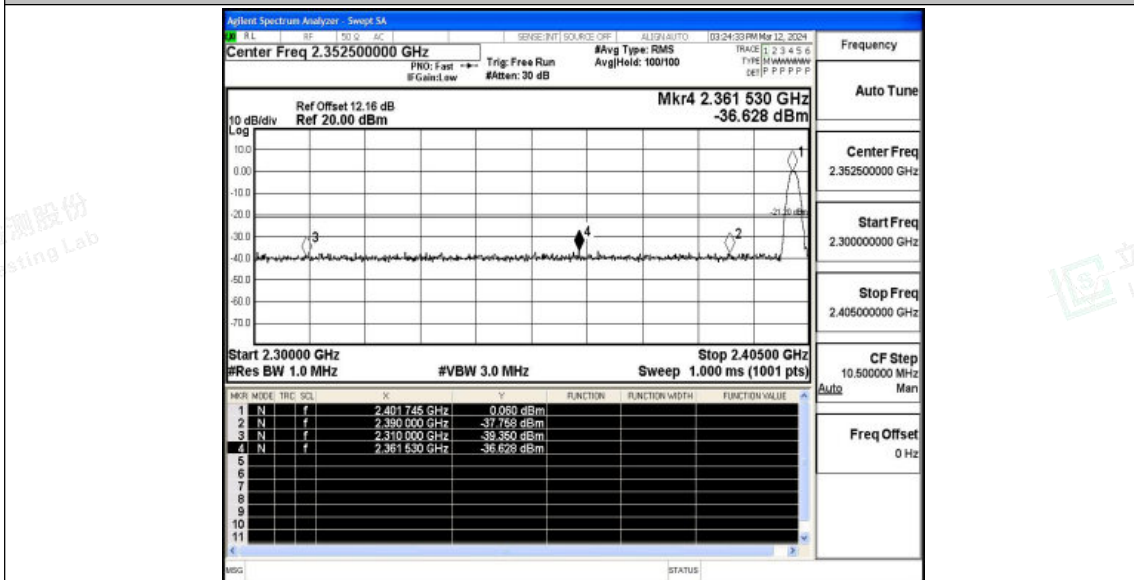 Agilent Spectrum Analyzer - Swept SA
RL RF 50 Ω AC SENSE:INT SOURCE OFF ALIGN AUTO 03:24:33 PM Mar 12, 2024
Center Freq 2.352500000 GHz
#Avg Type: RMS
TRACE 1 2 3 4 5 6
PNO: Fast
Trig: Free Run
Avg|Hold: 100/100
TYPE M W W W W W
IFGain:Low
#Atten: 30 dB
DET P P P P P P
Ref Offset 12.16 dB
Mkr4 2.361 530 GHz
10 dB/div Ref 20.00 dBm
-36.628 dBm
Log
10.0
0.00
-10.0
-20.0
-30.0
-40.0
-50.0
-60.0
-70.0
1
2
3
4
Start 2.30000 GHz
Stop 2.40500 GHz
#Res BW 1.0 MHz
#VBW 3.0 MHz
Sweep 1.000 ms (1001 pts)
MKR MODE TRC SCL X Y FUNCTION FUNCTION WIDTH FUNCTION VALUE
1 N f 2.401 745 GHz 0.060 dBm
2 N f 2.390 000 GHz -37.768 dBm
3 N f 2.310 000 GHz -39.350 dBm
4 N f 2.361 530 GHz -36.628 dBm
5
6
7
8
9
10
11
MSG
STATUS
Frequency
Auto Tune
Center Freq
2.352500000 GHz
Start Freq
2.300000000 GHz
Stop Freq
2.405000000 GHz
CF Step
10.500000 MHz
Auto Man
Freq Offset
0 Hz
测股份
sting Lab
立